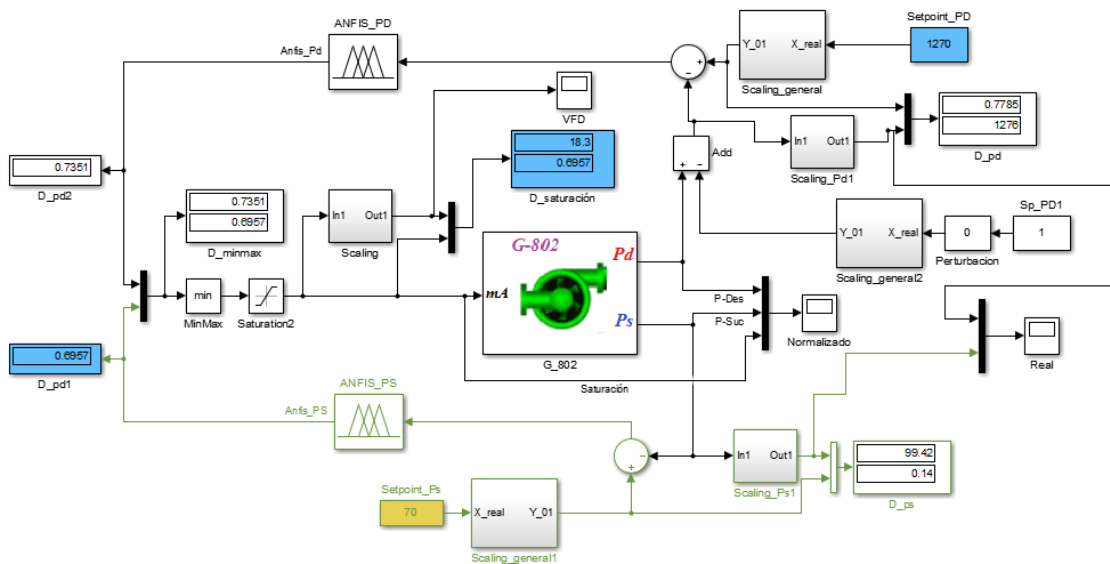 ANFIS_PD
Anfis_Pd
Setpoint_PD
1270
Y_01
X_real
Scaling_general
+
−
VFD
18.3
0.6957
D_saturación
Add
+
−
In1
Out1
Scaling_Pd1
0.7785
1276
D_pd
0.7351
D_pd2
0.7351
0.6957
D_minmax
In1
Out1
Scaling
Y_01
X_real
Scaling_general2
0
Perturbacion
Sp_PD1
1
G-802
Pd
mA
Ps
G_802
min
MinMax
Saturation2
P-Des
P-Suc
Normalizado
Saturación
Real
0.6957
D_pd1
ANFIS_PS
Anfis_PS
−
+
In1
Out1
Scaling_Ps1
99.42
0.14
D_ps
Setpoint_Ps
70
X_real
Y_01
Scaling_general1